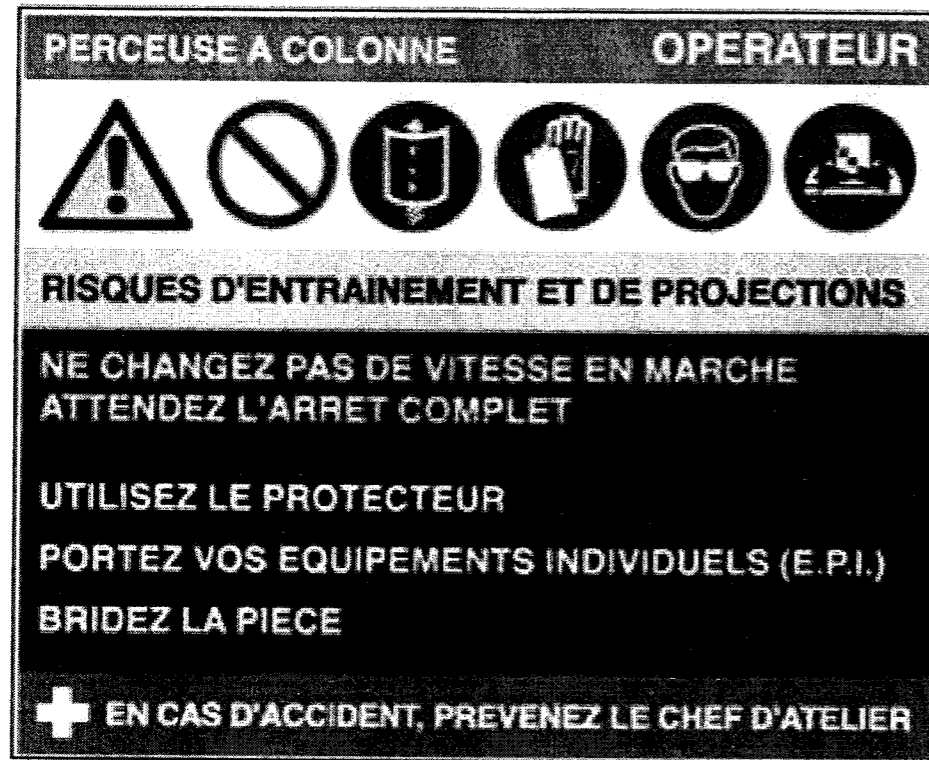 PERCEUSE A COLONNE OPERATEUR
RISQUES D'ENTRAINEMENT ET DE PROJECTIONS
NE CHANGEZ PAS DE VITESSE EN MARCHE
ATTENDEZ L'ARRET COMPLET
UTILISEZ LE PROTECTEUR
PORTEZ VOS EQUIPEMENTS INDIVIDUELS (E.P.I.)
BRIDEZ LA PIECE
EN CAS D'ACCIDENT, PREVENEZ LE CHEF D'ATELIER